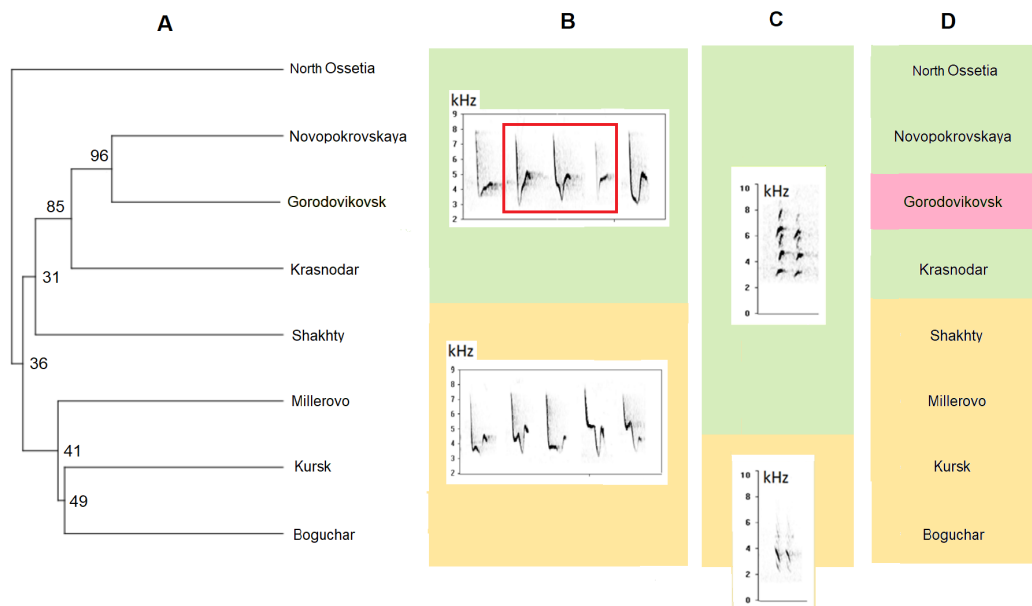 A
B
C
D
North Ossetia
Novopokrovskaya
Gorodovikovsk
Krasnodar
Shakhty
Millerovo
Kursk
Boguchar
96
85
31
36
41
49
kHz
9
8
7
6
5
4
3
2
kHz
9
8
7
6
5
4
3
2
kHz
10
8
6
4
2
0
kHz
10
8
6
4
2
0
North Ossetia
Novopokrovskaya
Gorodovikovsk
Krasnodar
Shakhty
Millerovo
Kursk
Boguchar